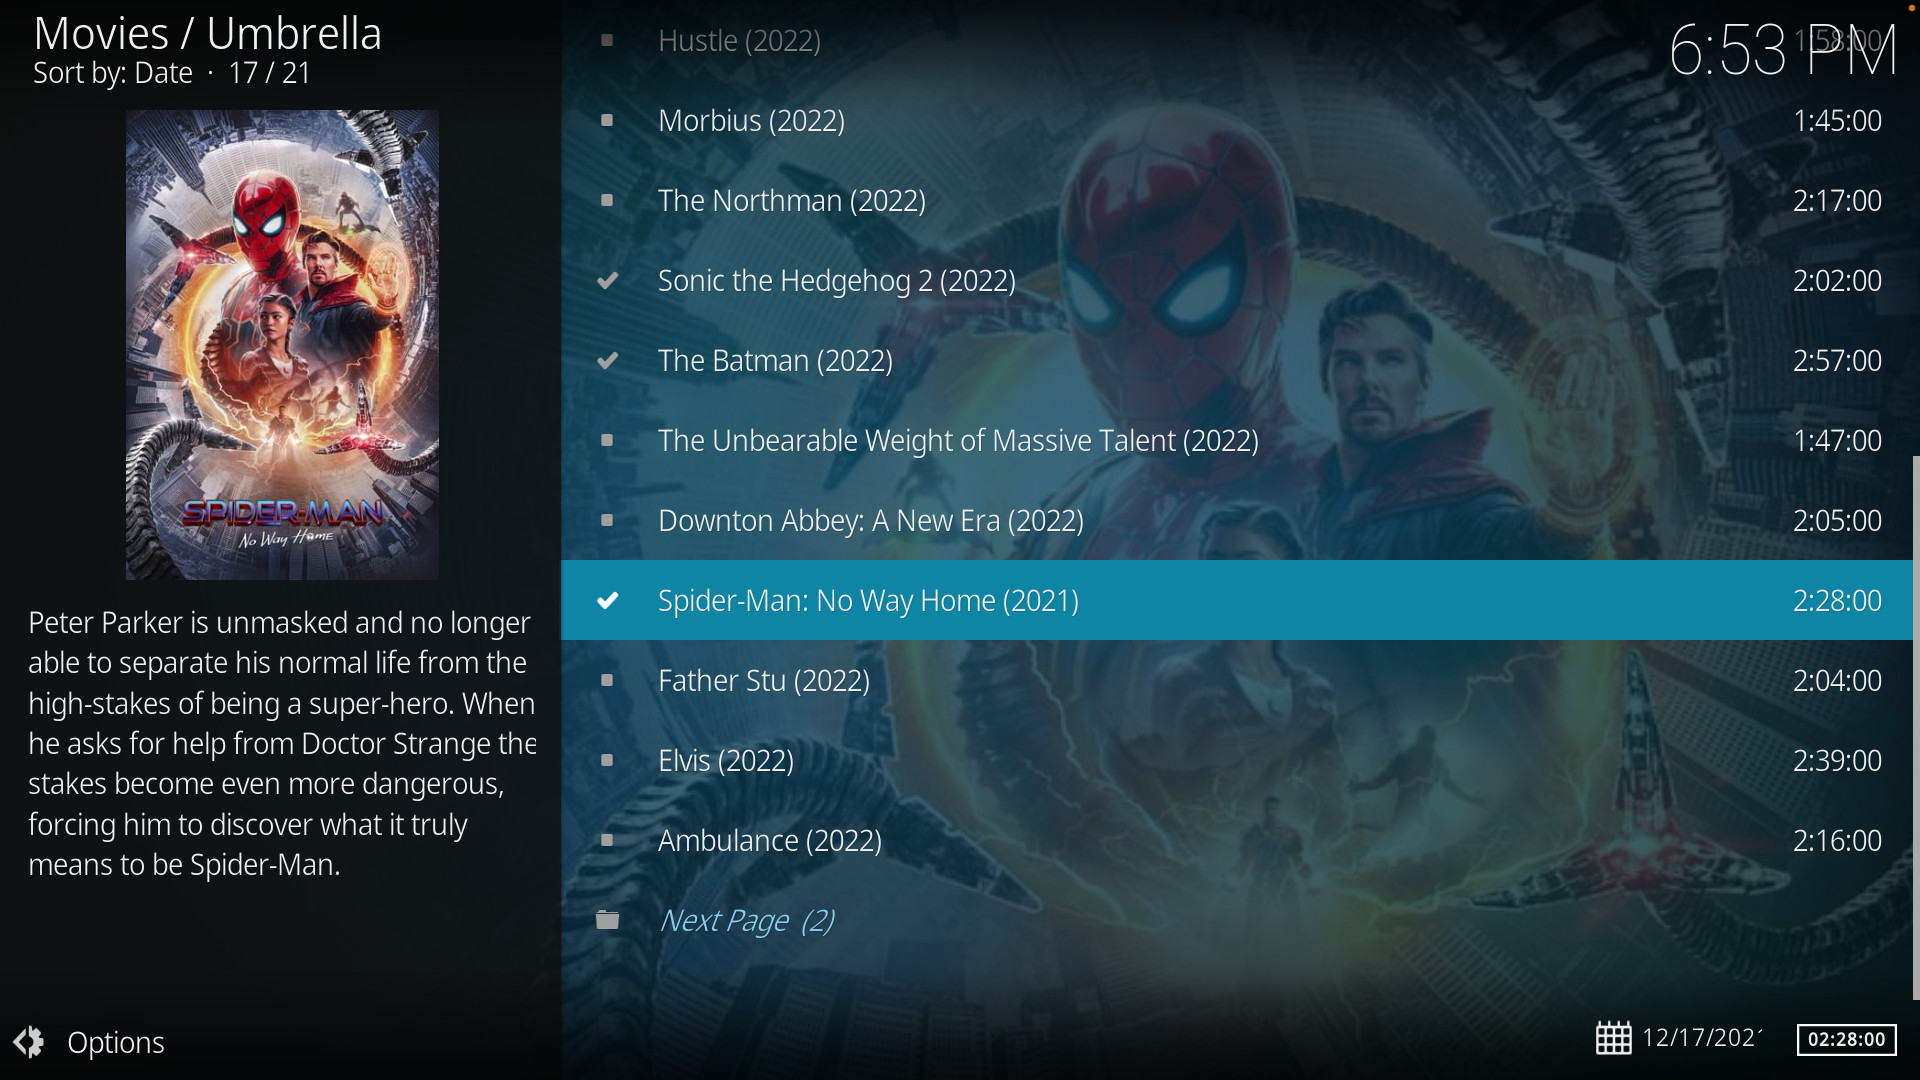 Movies / Umbrella
Sort by: Date · 17 / 21
6:53 PM
SPIDER-MAN
No Way Home
Peter Parker is unmasked and no longer
able to separate his normal life from the
high-stakes of being a super-hero. When
he asks for help from Doctor Strange the
stakes become even more dangerous,
forcing him to discover what it truly
means to be Spider-Man.
Hustle (2022) 1:58:00
Morbius (2022) 1:45:00
The Northman (2022) 2:17:00
Sonic the Hedgehog 2 (2022) 2:02:00
The Batman (2022) 2:57:00
The Unbearable Weight of Massive Talent (2022) 1:47:00
Downton Abbey: A New Era (2022) 2:05:00
Spider-Man: No Way Home (2021) 2:28:00
Father Stu (2022) 2:04:00
Elvis (2022) 2:39:00
Ambulance (2022) 2:16:00
Next Page (2)
Options
12/17/202
02:28:00